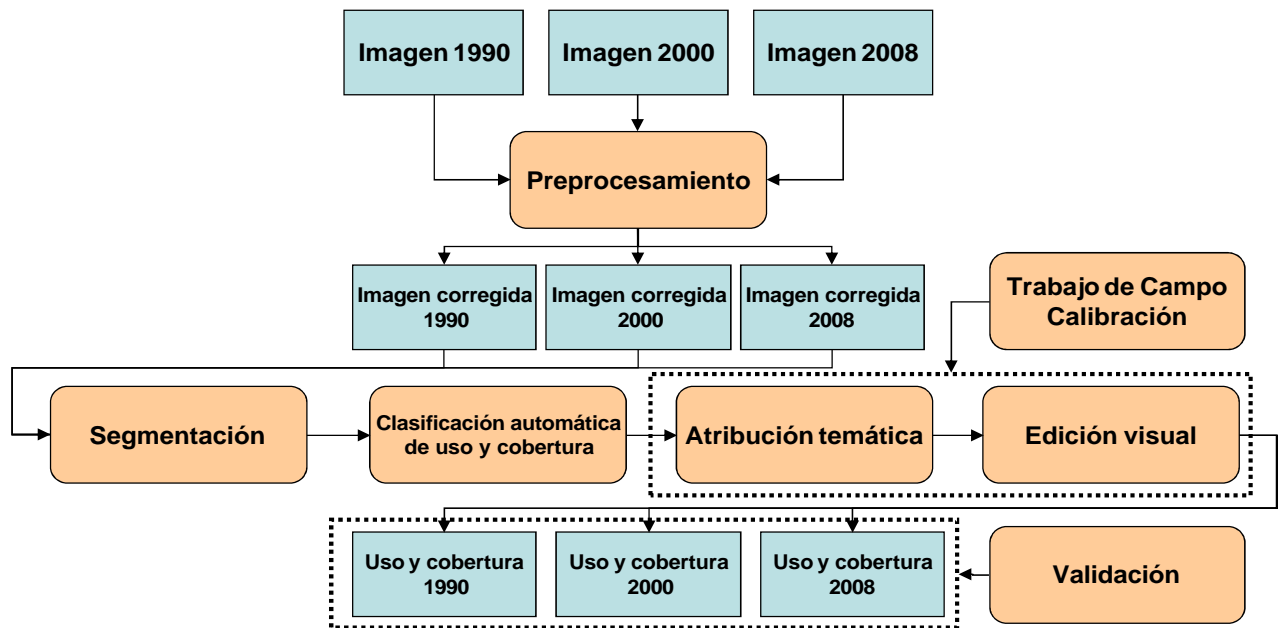 Imagen 1990
Imagen 2000
Imagen 2008
Preprocesamiento
Imagen corregida
1990
Imagen corregida
2000
Imagen corregida
2008
Trabajo de Campo
Calibración
Segmentación
Clasificación automática
de uso y cobertura
Atribución temática
Edición visual
Uso y cobertura
1990
Uso y cobertura
2000
Uso y cobertura
2008
Validación